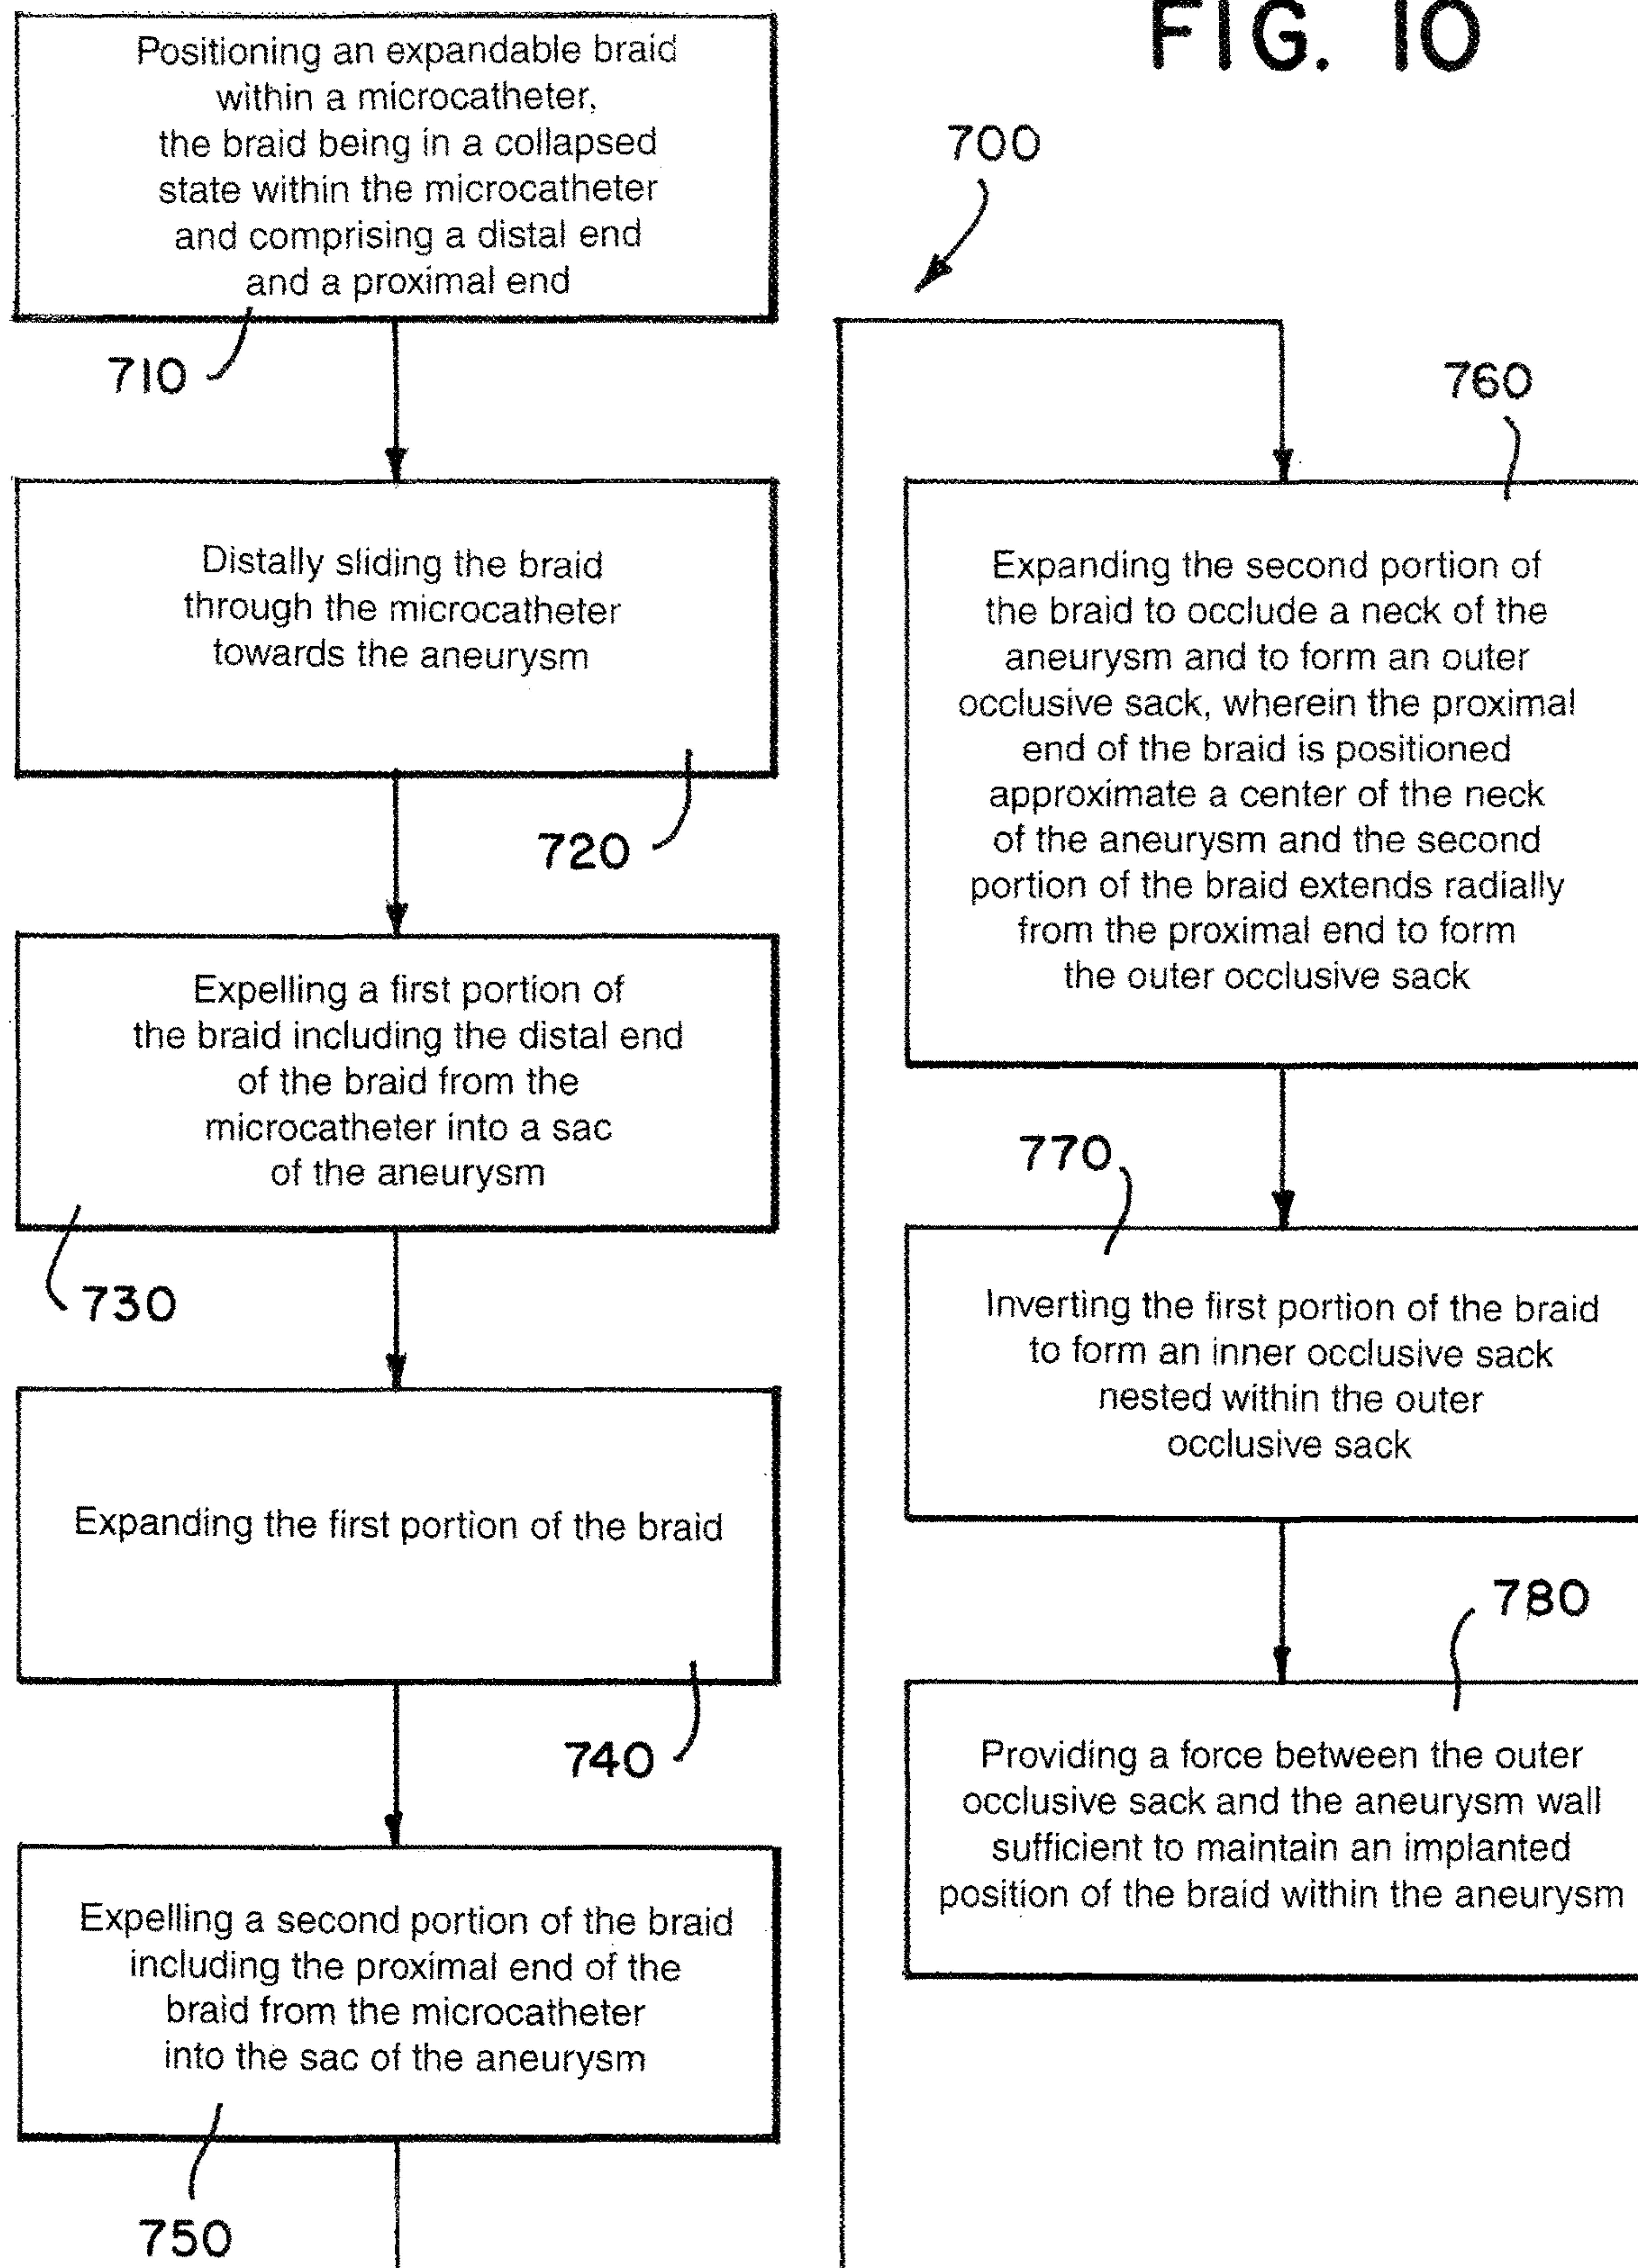 FIG. 10
700
Positioning an expandable braid
within a microcatheter,
the braid being in a collapsed
state within the microcatheter
and comprising a distal end
and a proximal end
710
Distally sliding the braid
through the microcatheter
towards the aneurysm
720
Expelling a first portion of
the braid including the distal end
of the braid from the
microcatheter into a sac
of the aneurysm
730
Expanding the first portion of the braid
740
Expelling a second portion of the braid
including the proximal end of the
braid from the microcatheter
into the sac of the aneurysm
750
760
Expanding the second portion of
the braid to occlude a neck of the
aneurysm and to form an outer
occlusive sack, wherein the proximal
end of the braid is positioned
approximate a center of the neck
of the aneurysm and the second
portion of the braid extends radially
from the proximal end to form
the outer occlusive sack
770
Inverting the first portion of the braid
to form an inner occlusive sack
nested within the outer
occlusive sack
780
Providing a force between the outer
occlusive sack and the aneurysm wall
sufficient to maintain an implanted
position of the braid within the aneurysm